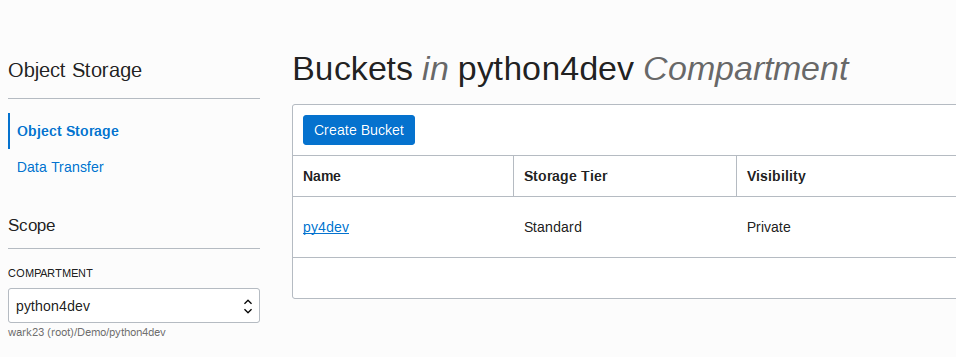 Object Storage
Object Storage
Data Transfer
Scope
COMPARTMENT
python4dev
wark23 (root)/Demo/python4dev
Buckets in python4dev Compartment
Create Bucket
Name Storage Tier Visibility
py4dev Standard Private